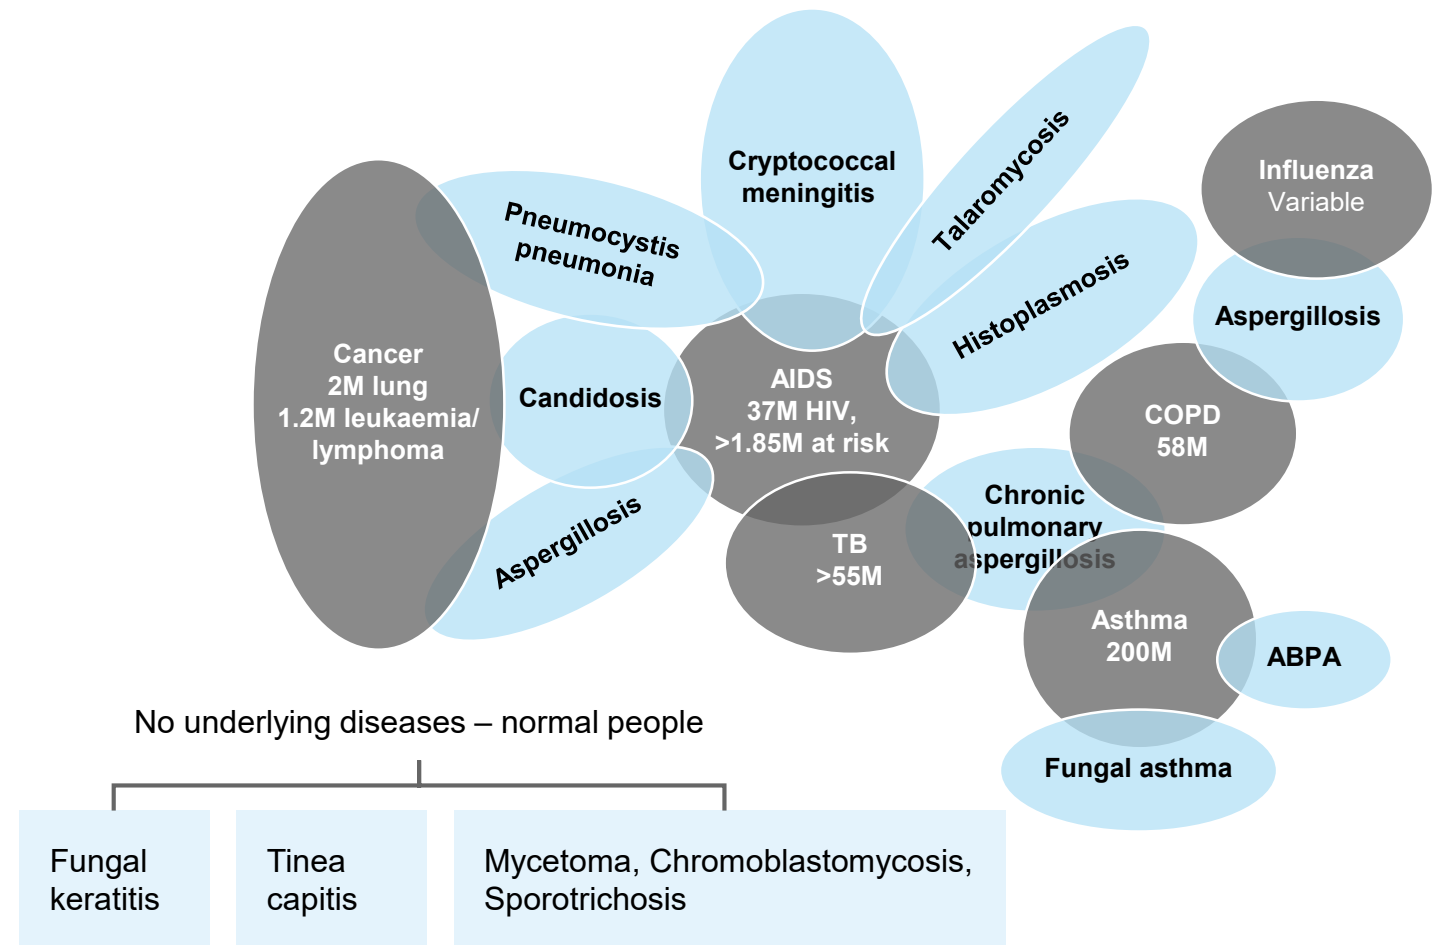 Cryptococcal
meningitis
Talaromycosis
Influenza
Variable
Pneumocystis
pneumonia
Histoplasmosis
Aspergillosis
Cancer
2M lung
1.2M leukaemia/
lymphoma
Candidosis
AIDS
37M HIV,
>1.85M at risk
COPD
58M
Aspergillosis
Chronic
pulmonary
aspergillosis
TB
>55M
Asthma
200M
ABPA
Fungal asthma
No underlying diseases – normal people
Fungal
keratitis
Tinea
capitis
Mycetoma, Chromoblastomycosis,
Sporotrichosis